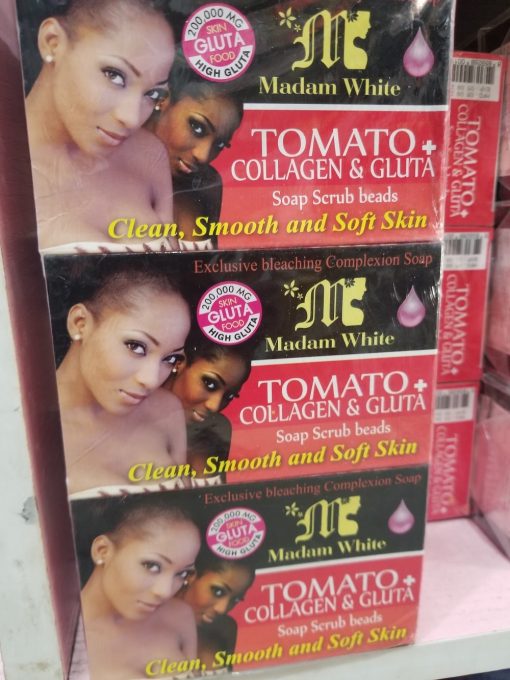 200,000 MG
SKIN
GLUTA
FOOD
HIGH GLUTA
M
Madam White
TOMATO +
COLLAGEN & GLUTA
Soap Scrub beads
Clean, Smooth and Soft Skin
Exclusive bleaching Complexion Soap
200,000 MG
SKIN
GLUTA
FOOD
HIGH GLUTA
M
Madam White
TOMATO +
COLLAGEN & GLUTA
Soap Scrub beads
Clean, Smooth and Soft Skin
Exclusive bleaching Complexion Soap
200,000 MG
SKIN
GLUTA
FOOD
HIGH GLUTA
M
Madam White
TOMATO +
COLLAGEN & GLUTA
Soap Scrub beads
Clean, Smooth and Soft Skin
TOMATO +
COLLAGEN & GLUTA
TOMATO +
COLLAGEN & GLUTA
TOMATO +
COLLAGEN & GLUTA